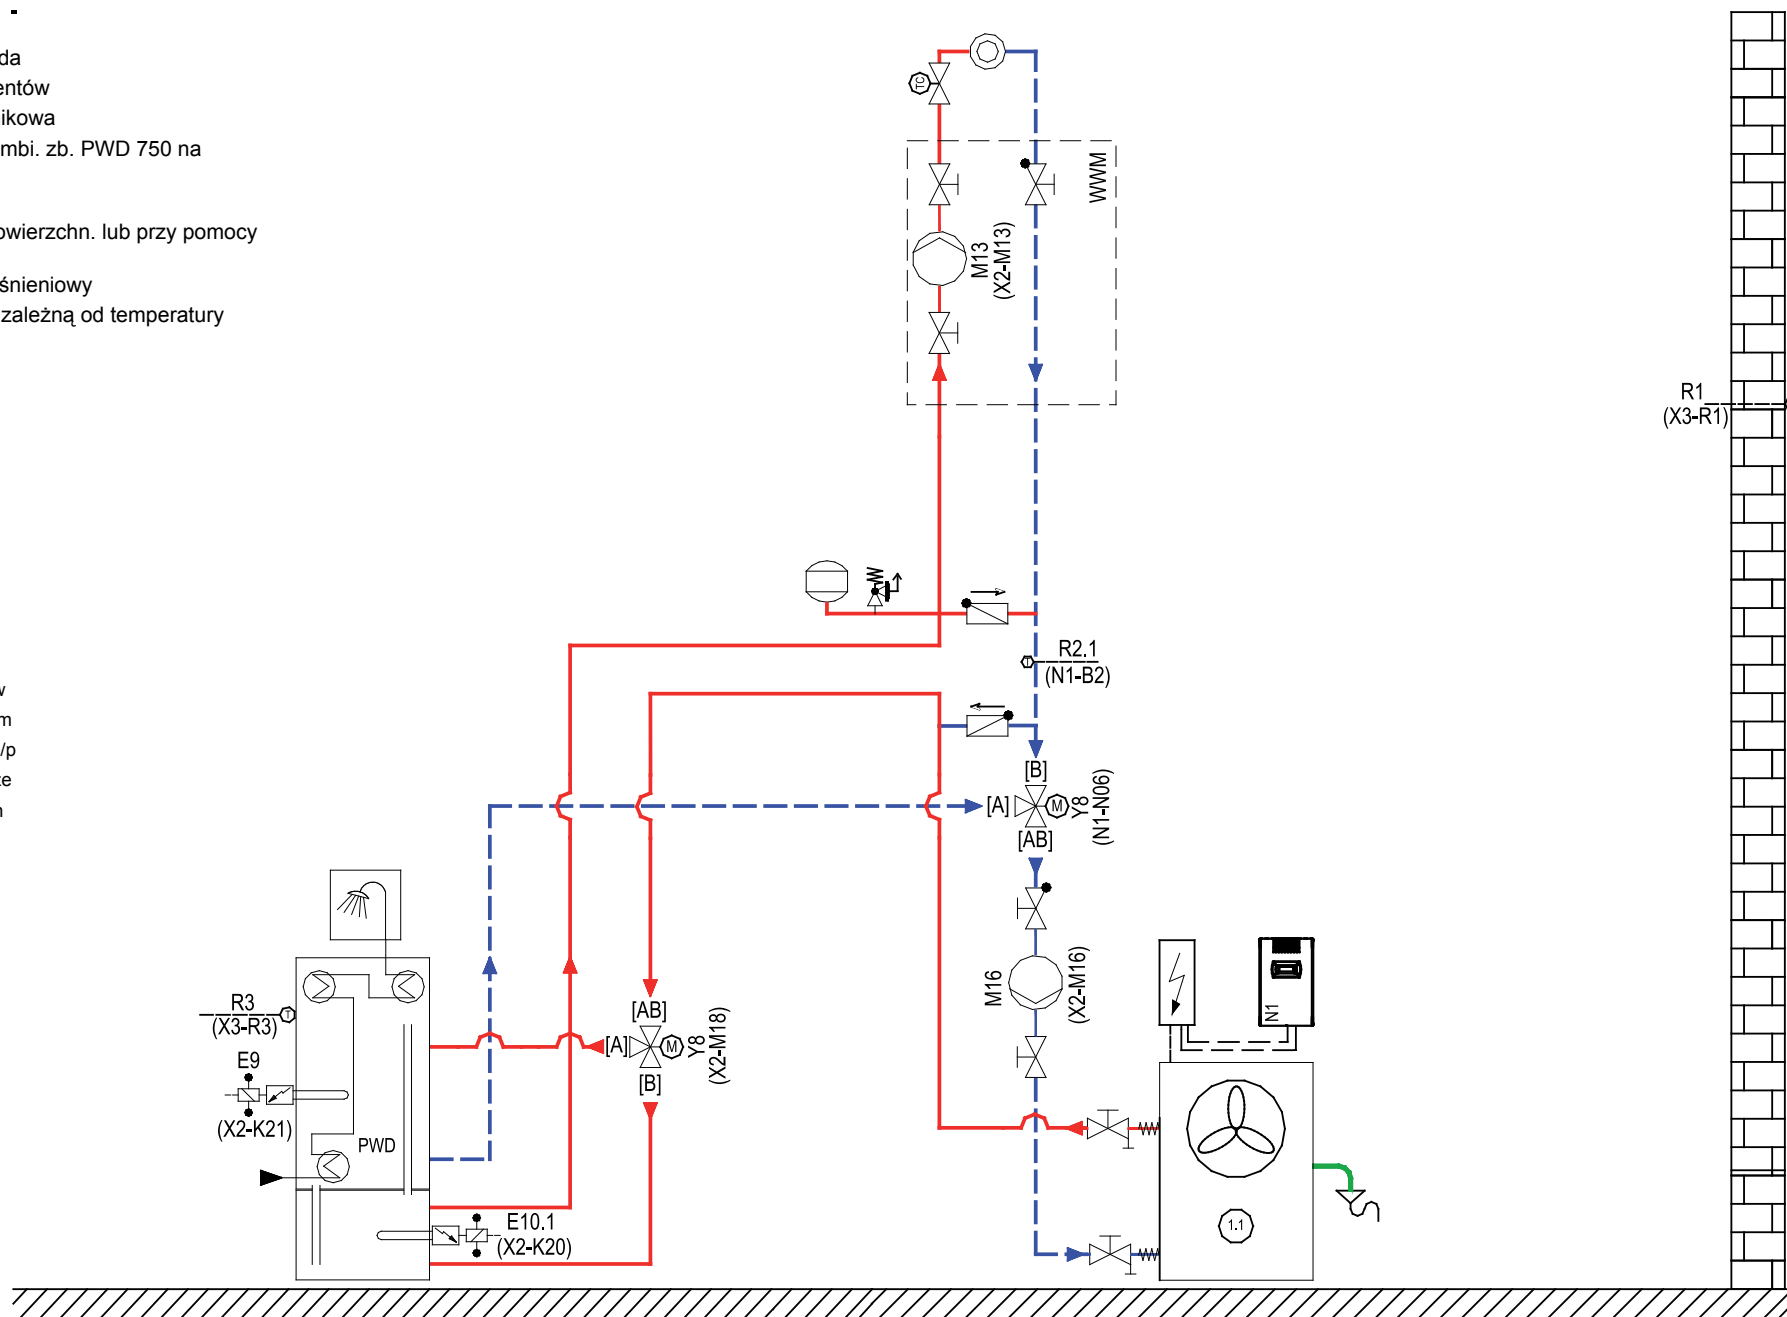 -
da
entów
ikowa
mbi. zb. PWD 750 na
owierzchn. lub przy pomocy
śnieniowy
zależną od temperatury
w
m
/p
te
n
TC
WWM
M13
(X2-M13)
R1
(X3-R1)
T
R2.1
(N1-B2)
[B]
[A]
M
Y8
(N1-N06)
[AB]
M16
(X2-M16)
N1
R3
(X3-R3)
T
[AB]
[A]
M
Y8
(X2-M18)
[B]
E9
(X2-K21)
PWD
E10.1
(X2-K20)
1.1